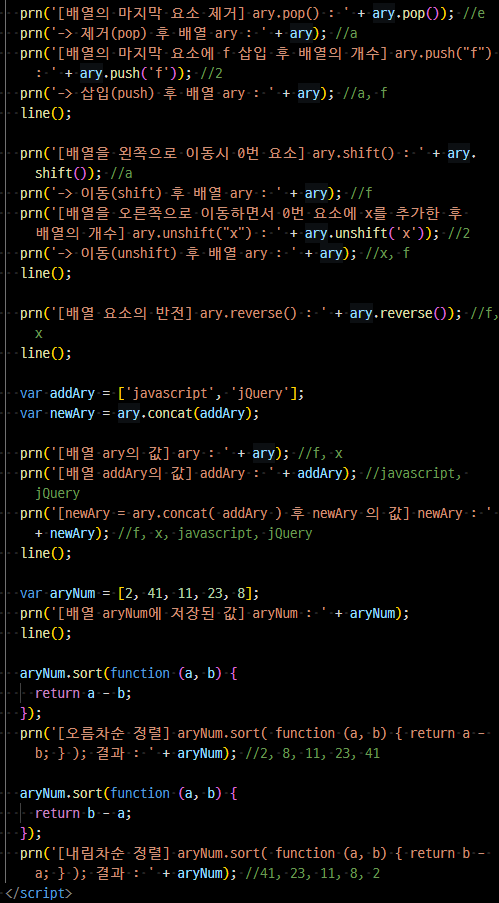 prn('[배열의 마지막 요소 제거] ary.pop() : ' + ary.pop()); //e
prn('-> 제거(pop) 후 배열 ary : ' + ary); //a
prn('[배열의 마지막 요소에 f 삽입 후 배열의 개수] ary.push("f")
: ' + ary.push('f')); //2
prn('-> 삽입(push) 후 배열 ary : ' + ary); //a, f
line();
prn('[배열을 왼쪽으로 이동시 0번 요소] ary.shift() : ' + ary.
shift()); //a
prn('-> 이동(shift) 후 배열 ary : ' + ary); //f
prn('[배열을 오른쪽으로 이동하면서 0번 요소에 x를 추가한 후
배열의 개수] ary.unshift("x") : ' + ary.unshift('x')); //2
prn('-> 이동(unshift) 후 배열 ary : ' + ary); //x, f
line();
prn('[배열 요소의 반전] ary.reverse() : ' + ary.reverse()); //f,
x
line();
var addAry = ['javascript', 'jQuery'];
var newAry = ary.concat(addAry);
prn('[배열 ary의 값] ary : ' + ary); //f, x
prn('[배열 addAry의 값] addAry : ' + addAry); //javascript,
jQuery
prn('[newAry = ary.concat( addAry ) 후 newAry 의 값] newAry : '
+ newAry); //f, x, javascript, jQuery
line();
var aryNum = [2, 41, 11, 23, 8];
prn('[배열 aryNum에 저장된 값] aryNum : ' + aryNum);
line();
aryNum.sort(function (a, b) {
return a - b;
});
prn('[오름차순 정렬] aryNum.sort( function (a, b) { return a -
b; } ); 결과 : ' + aryNum); //2, 8, 11, 23, 41
aryNum.sort(function (a, b) {
return b - a;
});
prn('[내림차순 정렬] aryNum.sort( function (a, b) { return b -
a; } ); 결과 : ' + aryNum); //41, 23, 11, 8, 2
</script>